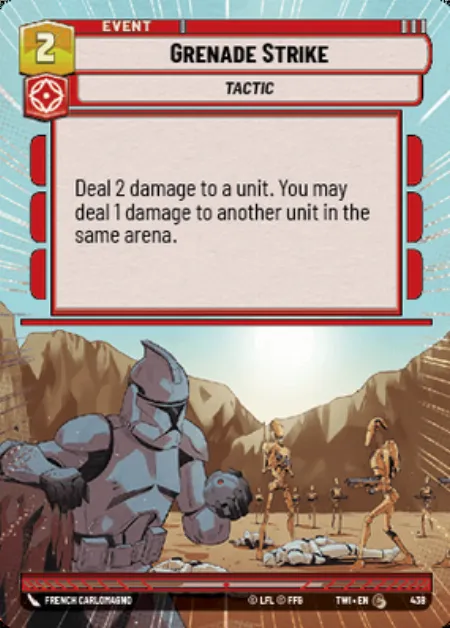 EVENT
2
GRENADE STRIKE
TACTIC
Deal 2 damage to a unit. You may
deal 1 damage to another unit in the
same arena.
FRENCH CARLOMAGNO
© LFL © FFG
TWI • EN
438